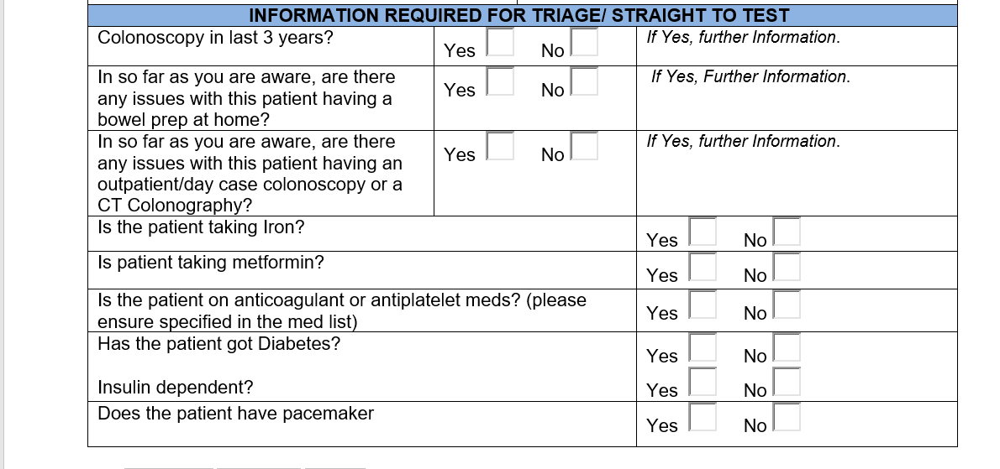 INFORMATION REQUIRED FOR TRIAGE/ STRAIGHT TO TEST
Colonoscopy in last 3 years?
Yes No
If Yes, further Information.
In so far as you are aware, are there
any issues with this patient having a
bowel prep at home?
Yes No
If Yes, Further Information.
In so far as you are aware, are there
any issues with this patient having an
outpatient/day case colonoscopy or a
CT Colonography?
Yes No
If Yes, further Information.
Is the patient taking Iron?
Yes No
Is patient taking metformin?
Yes No
Is the patient on anticoagulant or antiplatelet meds? (please
ensure specified in the med list)
Yes No
Has the patient got Diabetes?
Yes No
Insulin dependent?
Yes No
Does the patient have pacemaker
Yes No